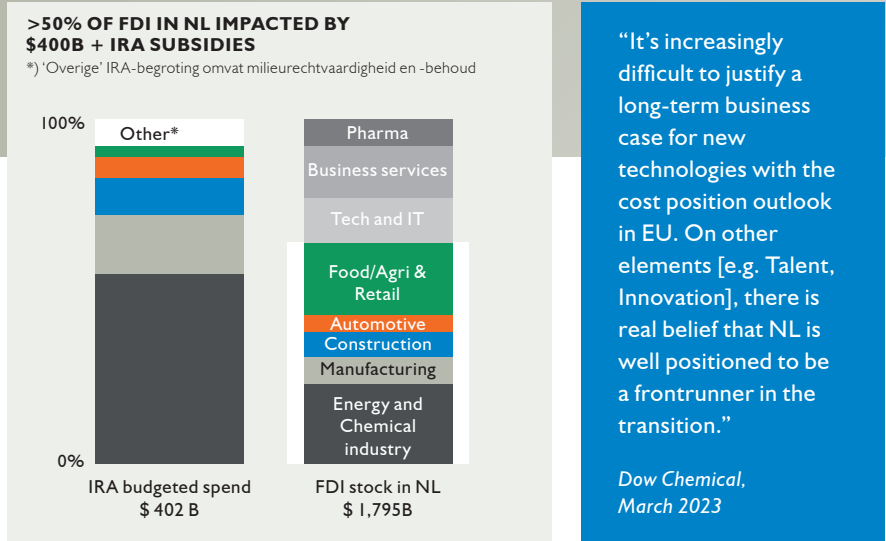 >50% OF FDI IN NL IMPACTED BY
$400B + IRA SUBSIDIES
*) ‘Overige’ IRA-begroting omvat milieurechtvaardigheid en -behoud
100%
0%
Other*
IRA budgeted spend
$ 402 B
Pharma
Business services
Tech and IT
Food/Agri &
Retail
Automotive
Construction
Manufacturing
Energy and
Chemical
industry
FDI stock in NL
$ 1,795B
“It’s increasingly
difficult to justify a
long-term business
case for new
technologies with the
cost position outlook
in EU. On other
elements [e.g. Talent,
Innovation], there is
real belief that NL is
well positioned to be
a frontrunner in the
transition.”
Dow Chemical,
March 2023